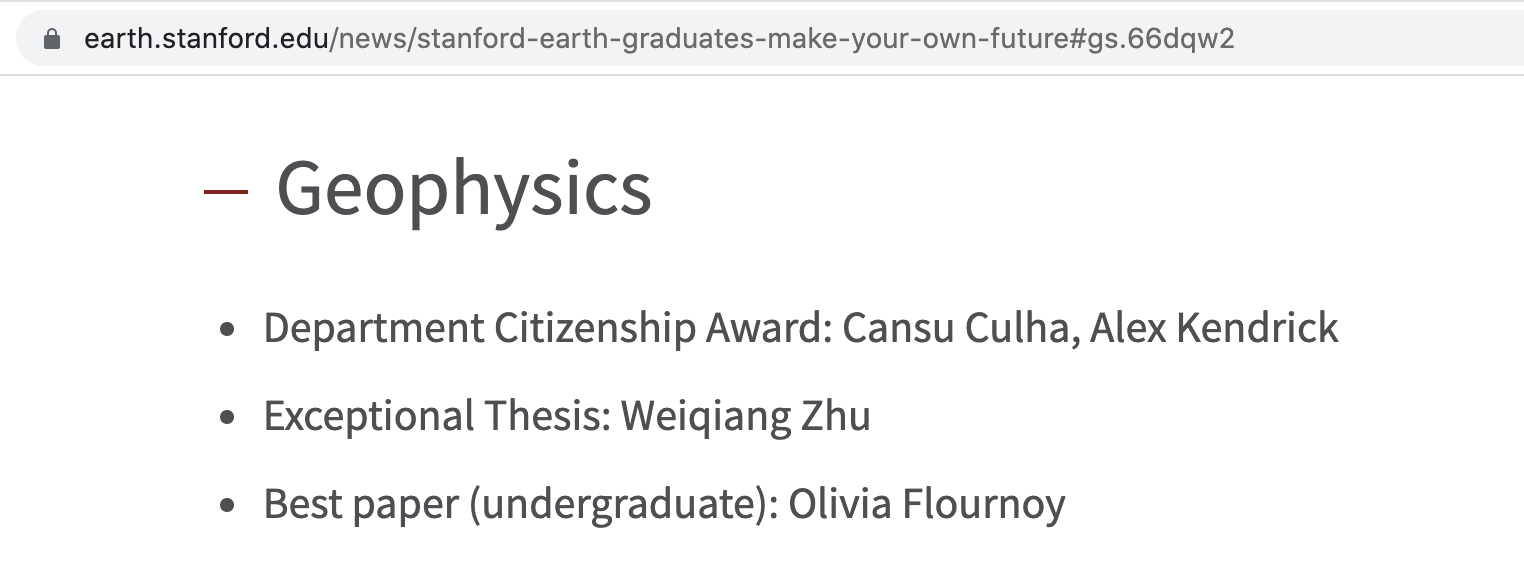 earth.stanford.edu/news/stanford-earth-graduates-make-your-own-future#gs.66dqw2
— Geophysics
• Department Citizenship Award: Cansu Culha, Alex Kendrick
• Exceptional Thesis: Weiqiang Zhu
• Best paper (undergraduate): Olivia Flournoy